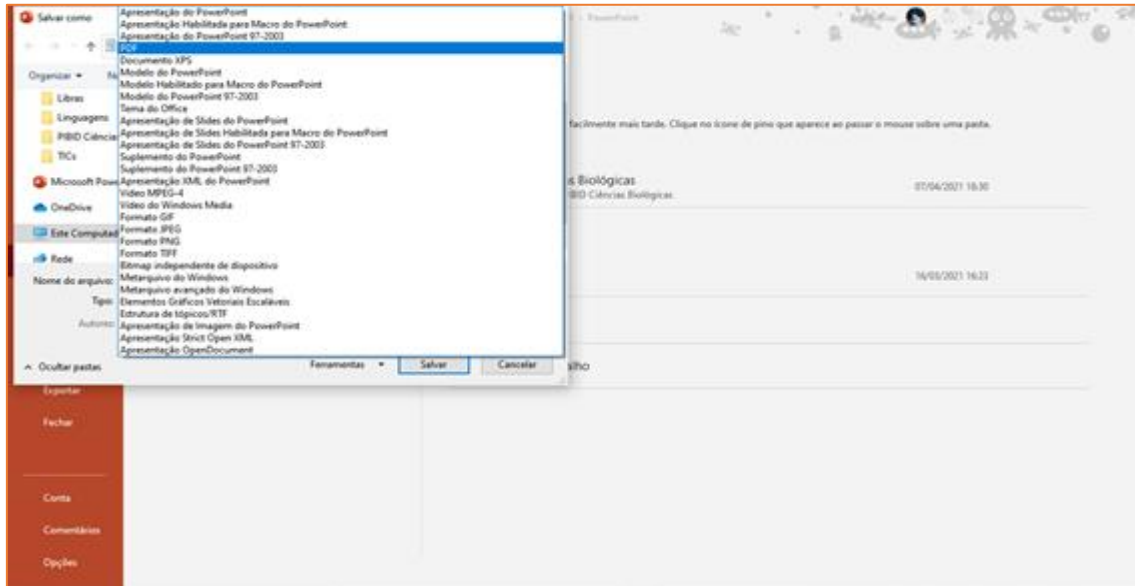 Salvar como
Apresentação do PowerPoint
Apresentação Habilitada para Macro do PowerPoint
Apresentação do PowerPoint 97-2003
PDF
Documento XPS
Modelo do PowerPoint
Modelo Habilitado para Macro do PowerPoint
Modelo do PowerPoint 97-2003
Tema do Office
Apresentação de Slides do PowerPoint
Apresentação de Slides Habilitada para Macro do PowerPoint
Apresentação de Slides do PowerPoint 97-2003
Suplemento do PowerPoint
Suplemento do PowerPoint 97-2003
Apresentação XML do PowerPoint
Vídeo MPEG-4
Vídeo do Windows Media
Formato GIF
Formato JPEG
Formato PNG
Formato TIFF
Bitmap independente de dispositivo
Metarquivo do Windows
Metarquivo avançado do Windows
Elementos Gráficos Vetoriais Escaláveis
Estrutura de tópicos/RTF
Apresentação de Imagem do PowerPoint
Apresentação Strict Open XML
Apresentação OpenDocument
Organizar
Libras
Linguagens
PIBID Ciência
TICs
Microsoft Pow
OneDrive
Este Computad
Rede
Nome do arquivo:
Tipo:
Autores:
Ocultar pastas
Ferramentas
Salvar
Cancelar
PowerPoint
facilmente mais tarde. Clique no ícone de pino que aparece ao passar o mouse sobre uma pasta.
s Biológicas
BID Ciências Biológicas
07/04/2021 16:30
16/03/2021 16:23
lho
Exportar
Fechar
Conta
Comentários
Opções